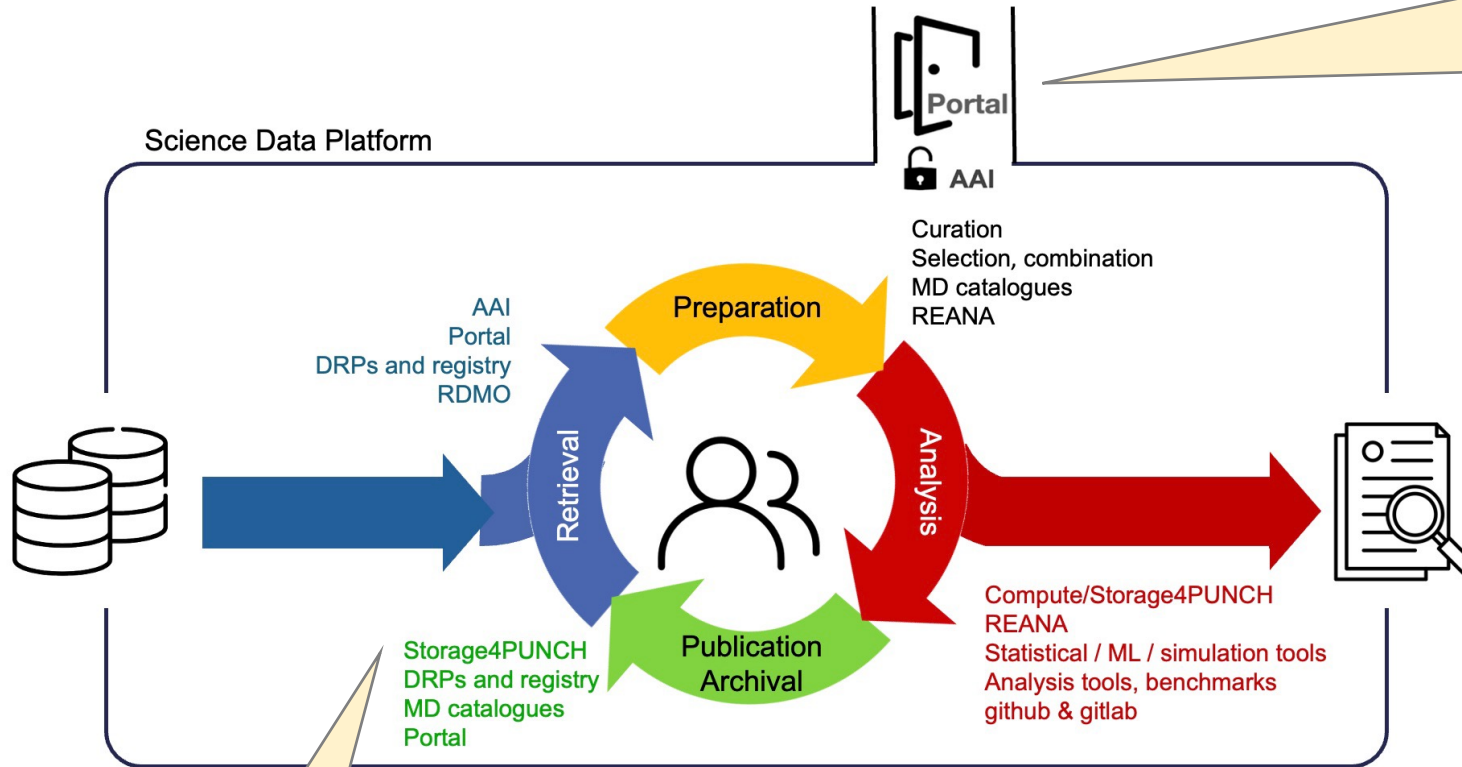 Portal
Science Data Platform
AAI
Curation
Selection, combination
MD catalogues
REANA
Preparation
AAI
Portal
DRPs and registry
RDMO
Retrieval
Analysis
Publication
Archival
Storage4PUNCH
DRPs and registry
MD catalogues
Portal
Compute/Storage4PUNCH
REANA
Statistical / ML / simulation tools
Analysis tools, benchmarks
github & gitlab